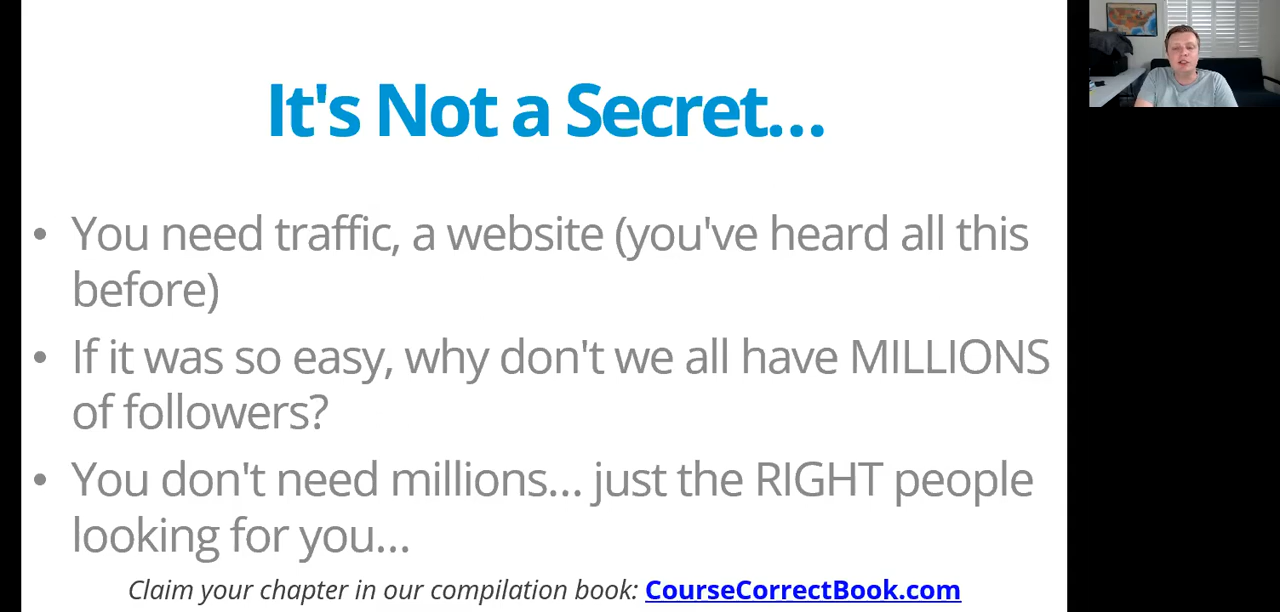 It's Not a Secret...
• You need traffic, a website (you've heard all this
before)
• If it was so easy, why don't we all have MILLIONS
of followers?
• You don't need millions... just the RIGHT people
looking for you...
Claim your chapter in our compilation book: CourseCorrectBook.com